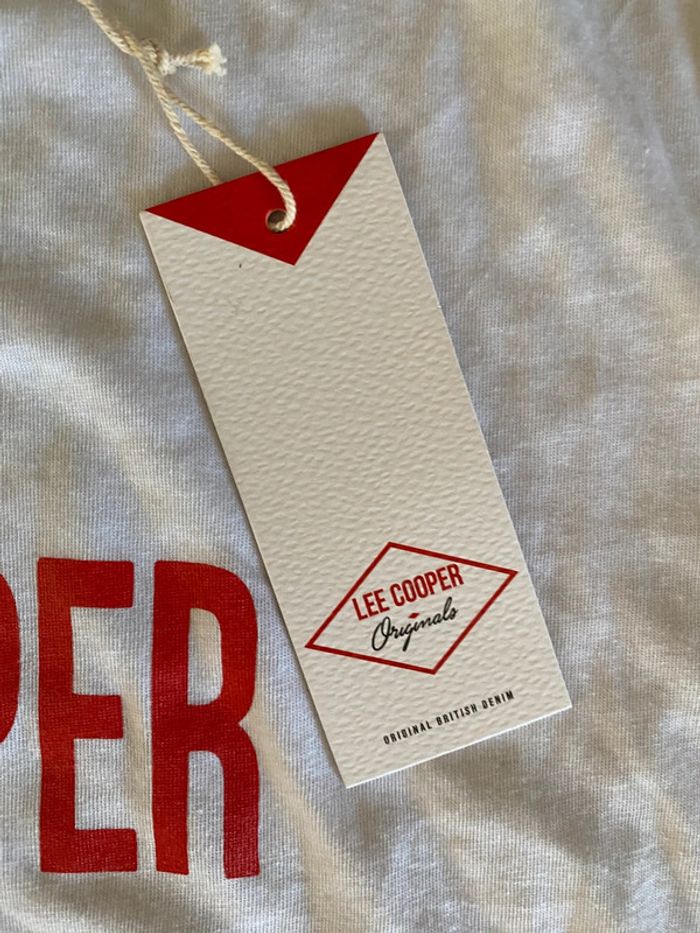 LEE COOPER
Originals
ORIGINAL BRITISH DENIM
PER